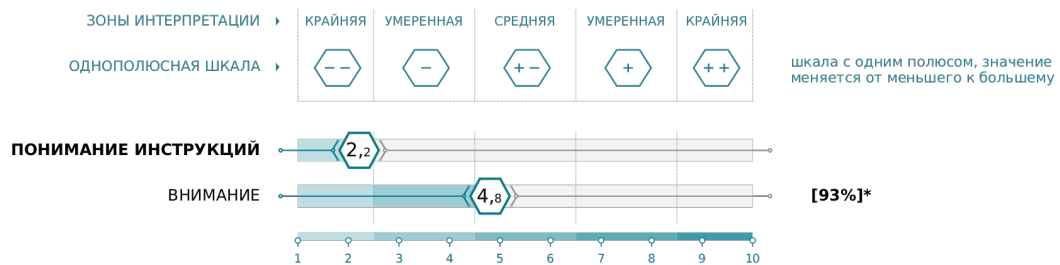 ЗОНЫ ИНТЕРПРЕТАЦИИ КРАЙНЯЯ УМЕРЕННАЯ СРЕДНЯЯ УМЕРЕННАЯ КРАЙНЯЯ
ОДНОПОЛЮСНАЯ ШКАЛА − − − + − + + +
шкала с одним полюсом, значение
меняется от меньшего к большему
ПОНИМАНИЕ ИНСТРУКЦИЙ 2,2
ВНИМАНИЕ 4,8 [93%]*
1 2 3 4 5 6 7 8 9 10